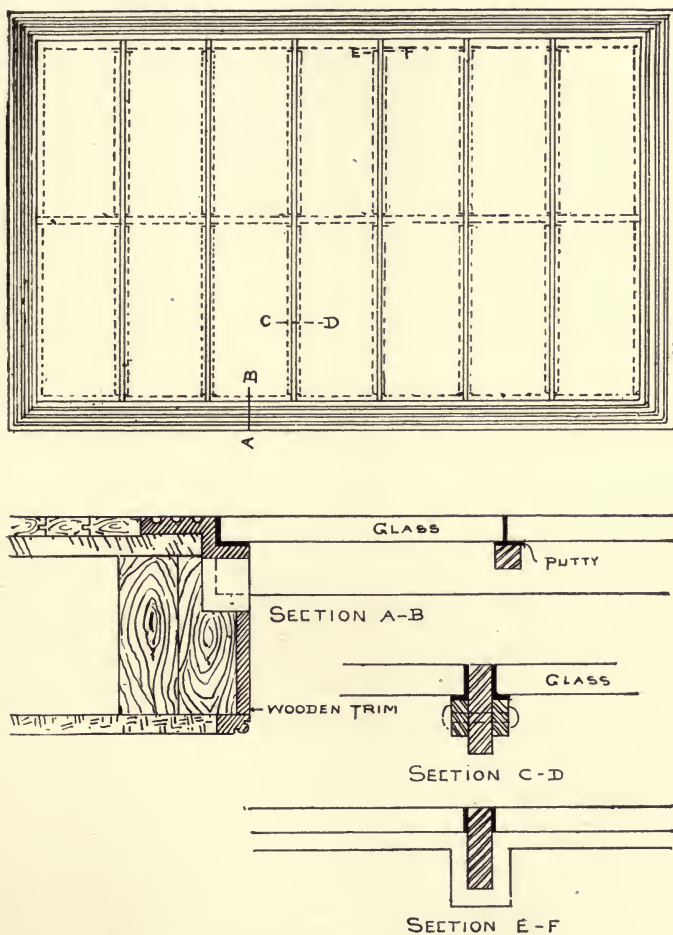 E F
C D
B
A
GLASS
PUTTY
SECTION A-B
GLASS
WOODEN TRIM
SECTION C-D
SECTION E-F